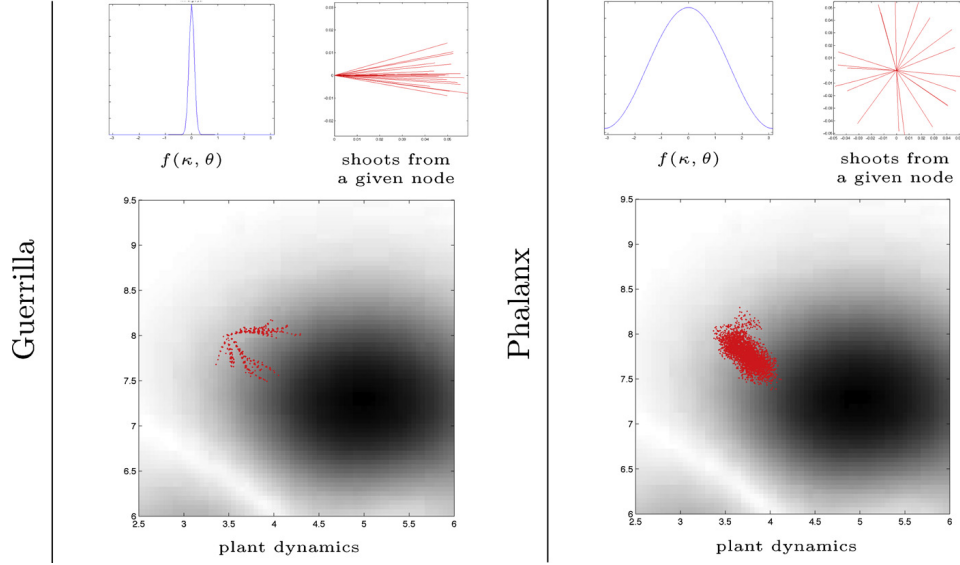 Guerrilla
f(κ, θ)
shoots from
a given node
9.5
9
8.5
8
7.5
7
6.5
6
2.5 3 3.5 4 4.5 5 5.5 6
plant dynamics
Phalanx
f(κ, θ)
shoots from
a given node
9.5
9
8.5
8
7.5
7
6.5
6
2.5 3 3.5 4 4.5 5 5.5 6
plant dynamics